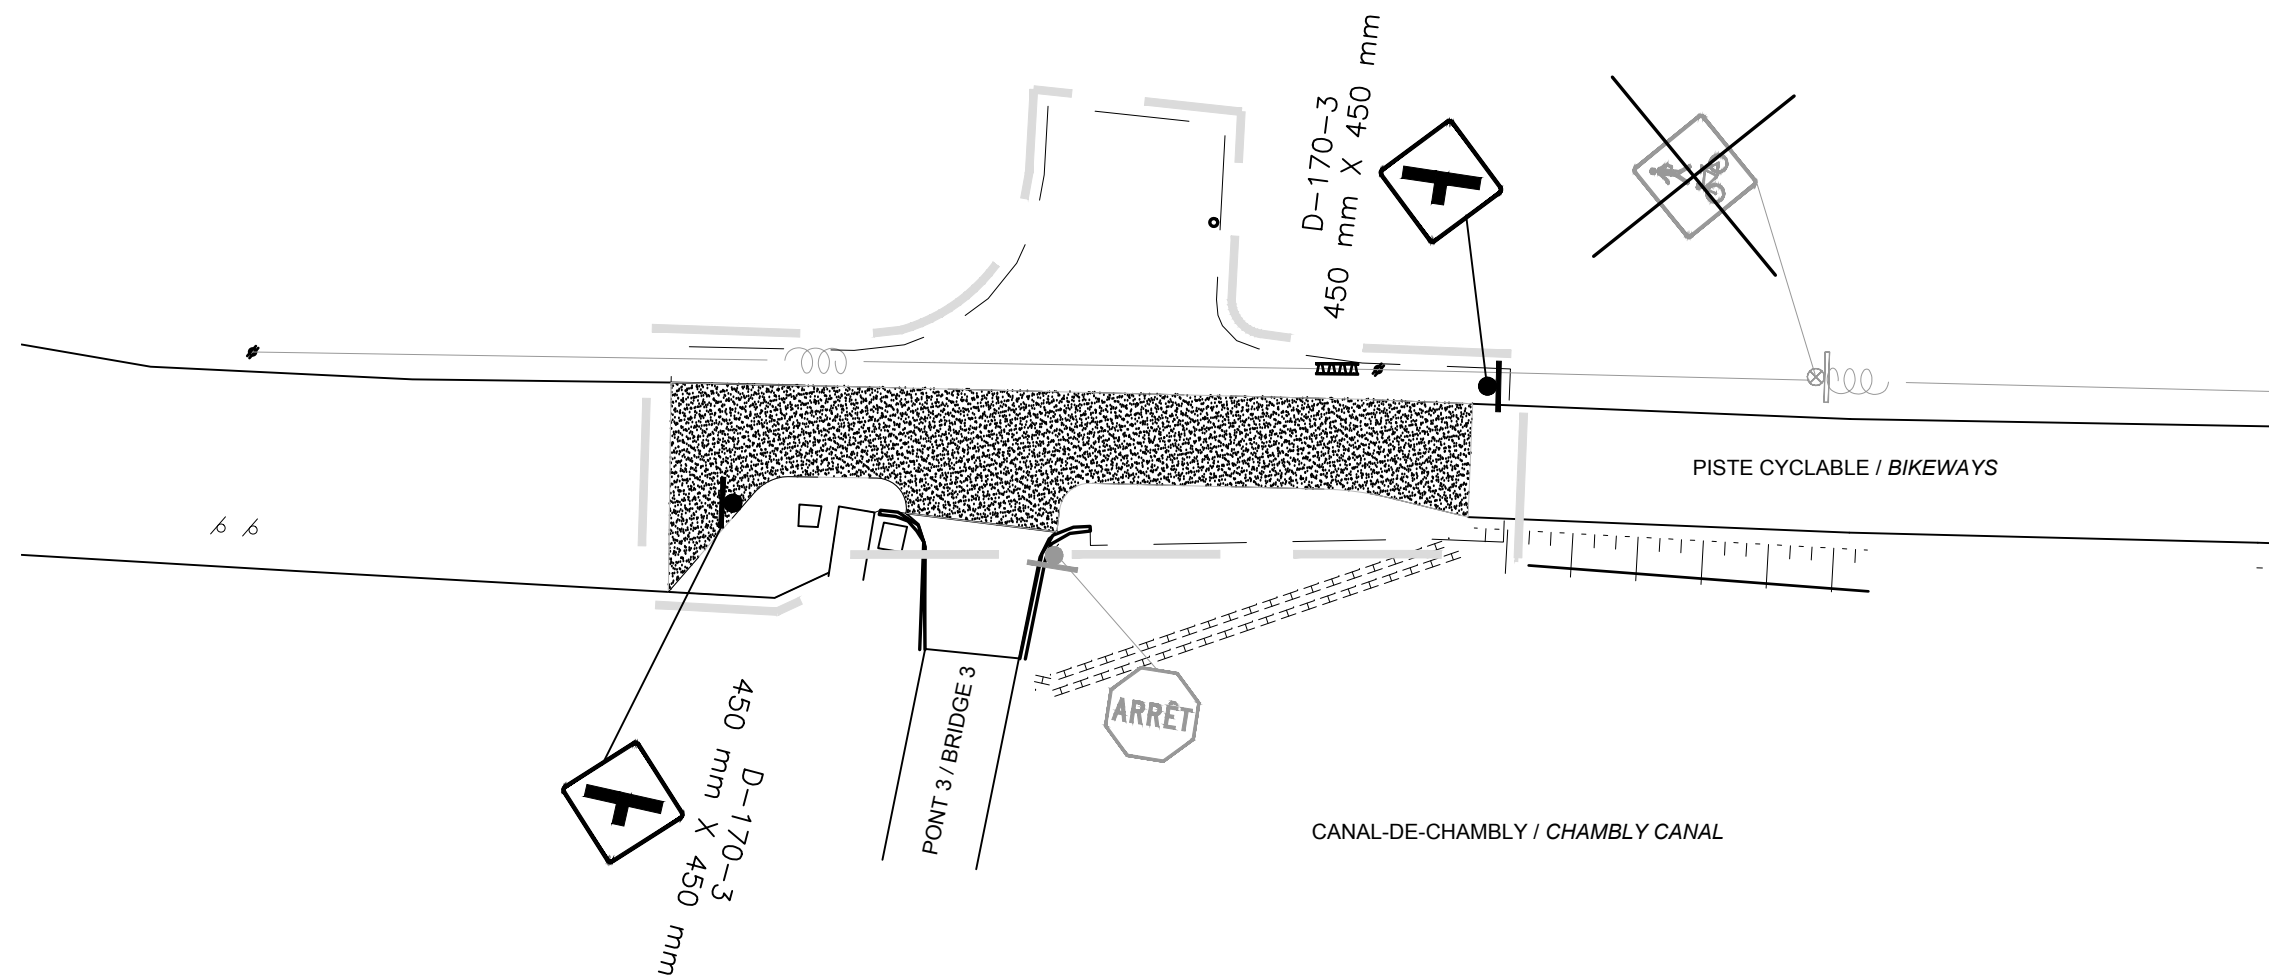 D-170-3
450 mm X 450 mm
PISTE CYCLABLE / BIKEWAYS
ARRÊT
PONT 3 / BRIDGE 3
D-170-3
450 mm X 450 mm
CANAL-DE-CHAMBLY / CHAMBLY CANAL